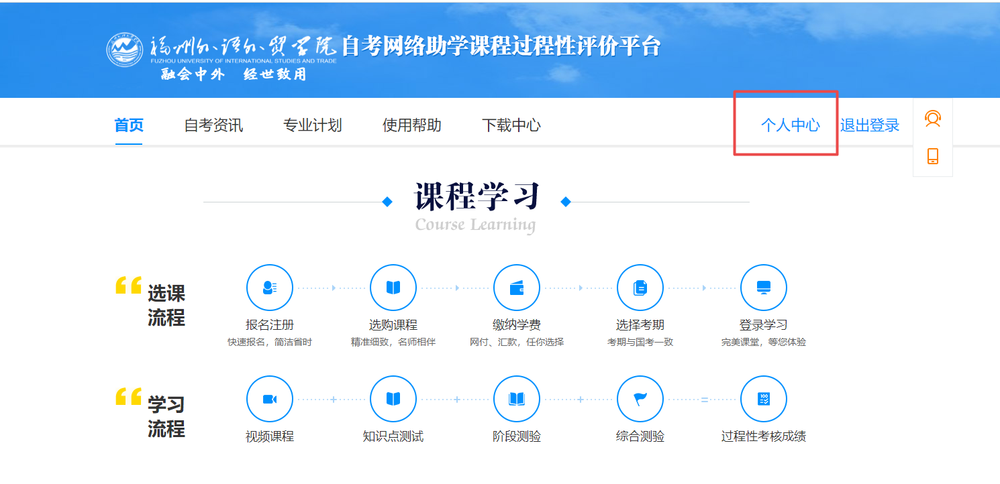 福州外语外贸学院 自考网络助学课程过程性评价平台
FUZHOU UNIVERSITY OF INTERNATIONAL STUDIES AND TRADE
融会中外 经世致用
首页 自考资讯 专业计划 使用帮助 下载中心 个人中心 退出登录
课程学习
Course Learning
选课
流程
报名注册 选购课程 缴纳学费 选择考期 登录学习
快速报名，简洁省时 精准细致，名师相伴 网付、汇款，任你选择 考期与国考一致 完美课堂，等您体验
学习
流程
视频课程 知识点测试 阶段测验 综合测验 过程性考核成绩